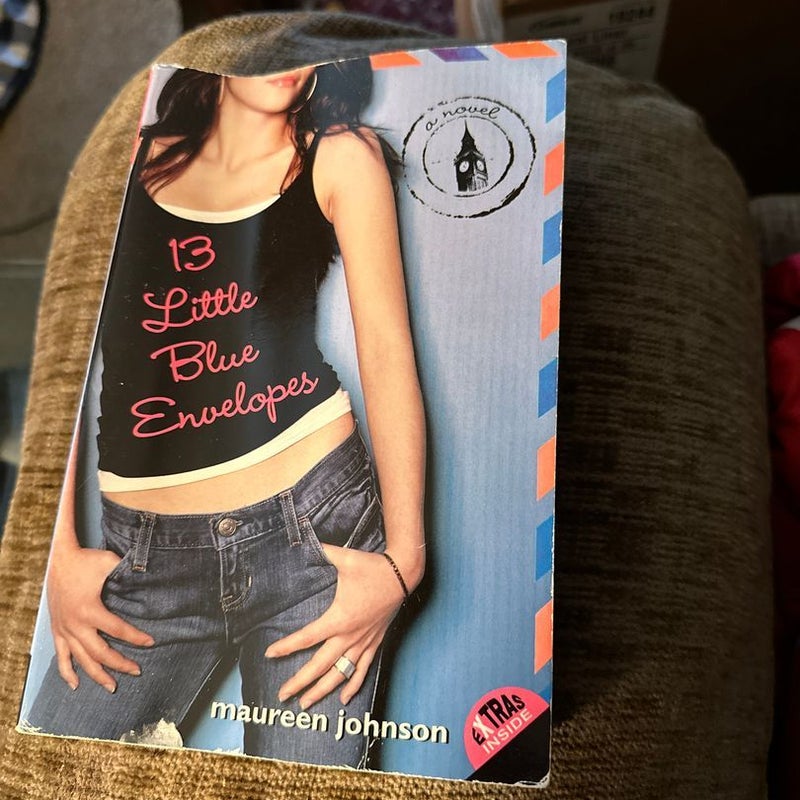 a novel
13
Little
Blue
Envelopes
maureen johnson
EXTRAS
INSIDE